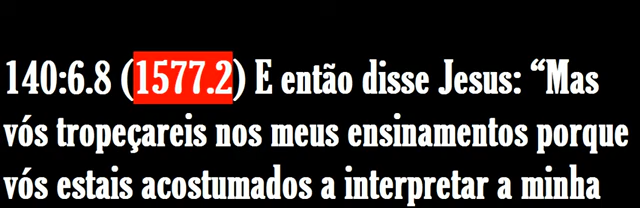 140:6.8 (1577.2) E então disse Jesus: “Mas
vós tropeçareis nos meus ensinamentos porque
vós estais acostumados a interpretar a minha